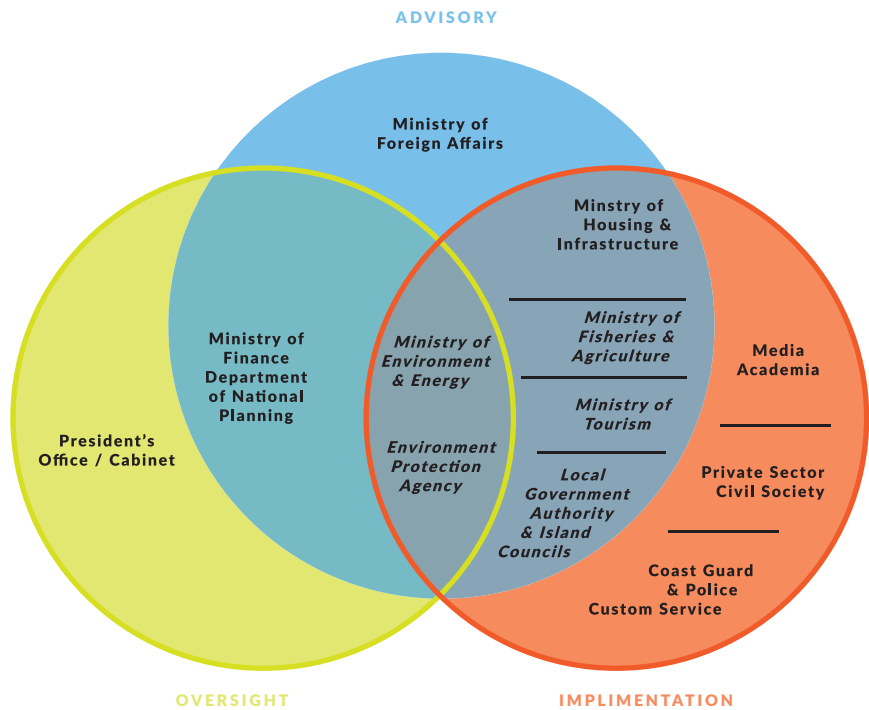 ADVISORY
Ministry of
Foreign Affairs
Minstry of
Housing &
Infrastructure
Ministry of
Fisheries &
Agriculture
Ministry of
Tourism
Local
Government
Authority
& Island
Councils
Ministry of
Finance
Department
of National
Planning
Ministry of
Environment
& Energy
Environment
Protection
Agency
President's
Office / Cabinet
Media
Academia
Private Sector
Civil Society
Coast Guard
& Police
Custom Service
OVERSIGHT
IMPLIMENTATION